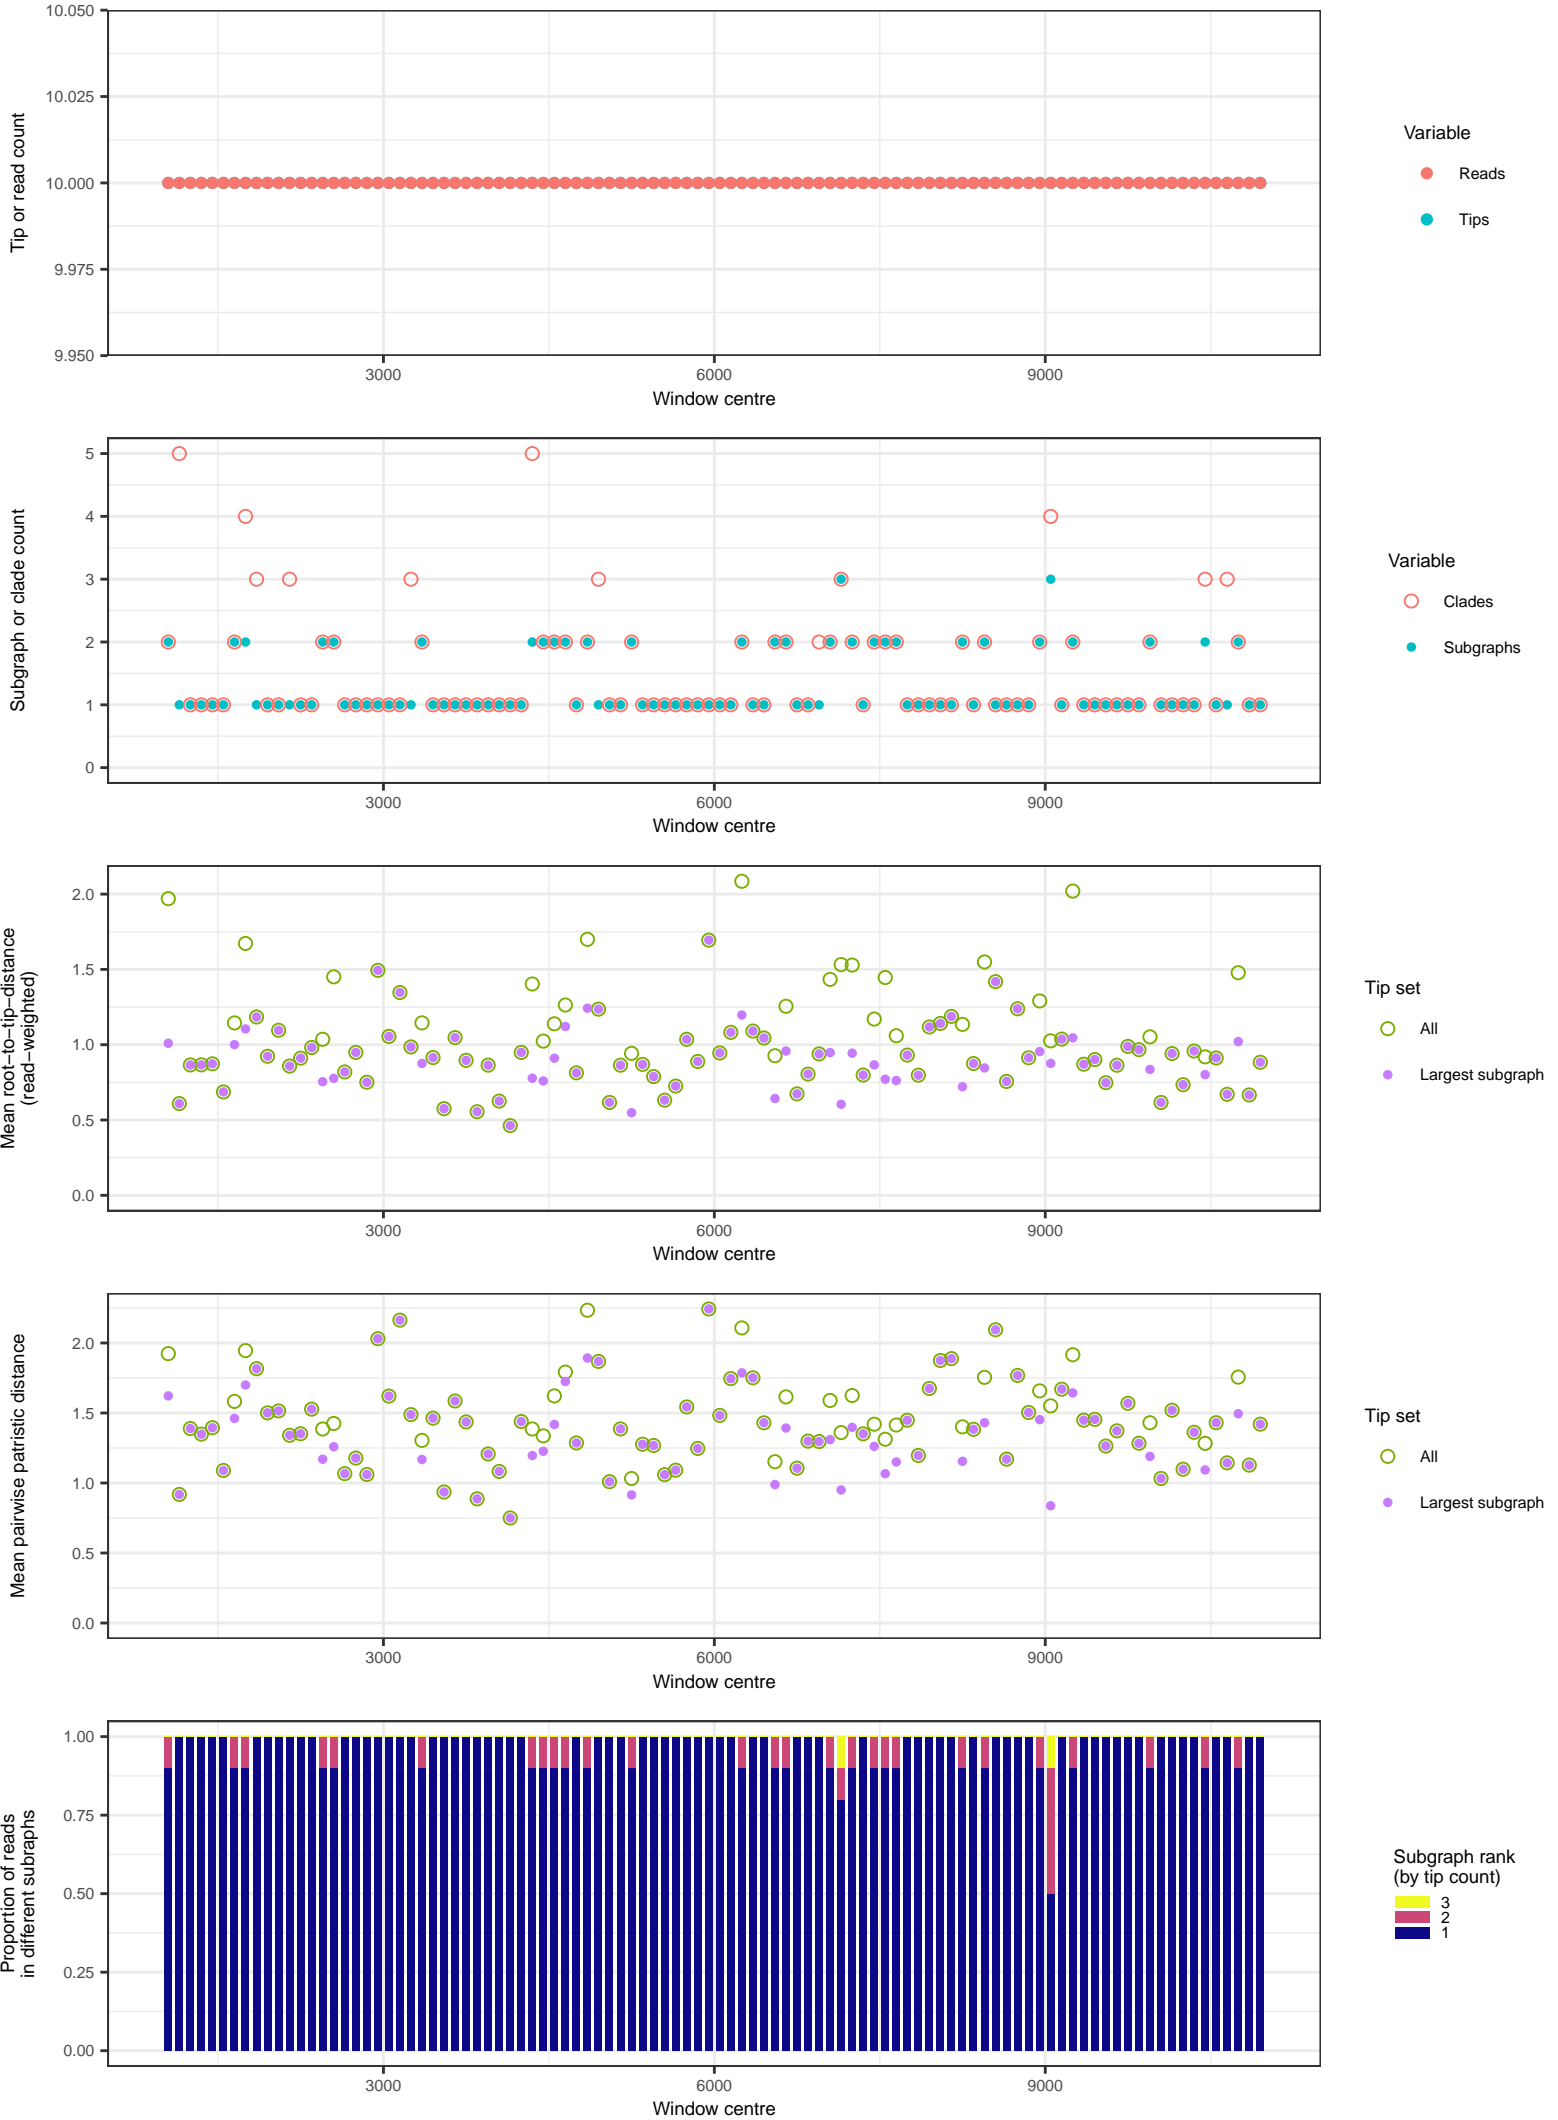 10.050
10.025
10.000
9.975
9.950
Tip or read count
3000 6000 9000
Window centre
Variable
Reads
Tips
5
4
3
2
1
0
Subgraph or clade count
3000 6000 9000
Window centre
Variable
Clades
Subgraphs
2.0
1.5
1.0
0.5
0.0
Mean root−to−tip−distance
(read−weighted)
3000 6000 9000
Window centre
Tip set
All
Largest subgraph
2.0
1.5
1.0
0.5
0.0
Mean pairwise patristic distance
3000 6000 9000
Window centre
Tip set
All
Largest subgraph
1.00
0.75
0.50
0.25
0.00
Proportion of reads
in different subraphs
3000 6000 9000
Window centre
Subgraph rank
(by tip count)
3
2
1